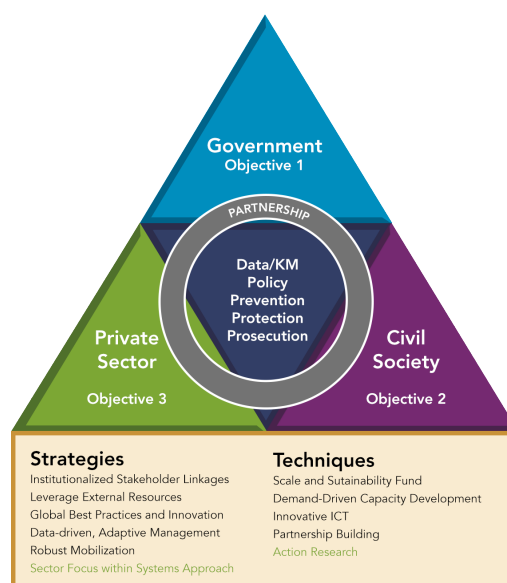 Government
Objective 1
PARTNERSHIP
Data/KM
Policy
Prevention
Protection
Prosecution
Private
Sector
Objective 3
Civil
Society
Objective 2
Strategies
Institutionalized Stakeholder Linkages
Leverage External Resources
Global Best Practices and Innovation
Data-driven, Adaptive Management
Robust Mobilization
Sector Focus within Systems Approach
Techniques
Scale and Sutainability Fund
Demand-Driven Capacity Development
Innovative ICT
Partnership Building
Action Research